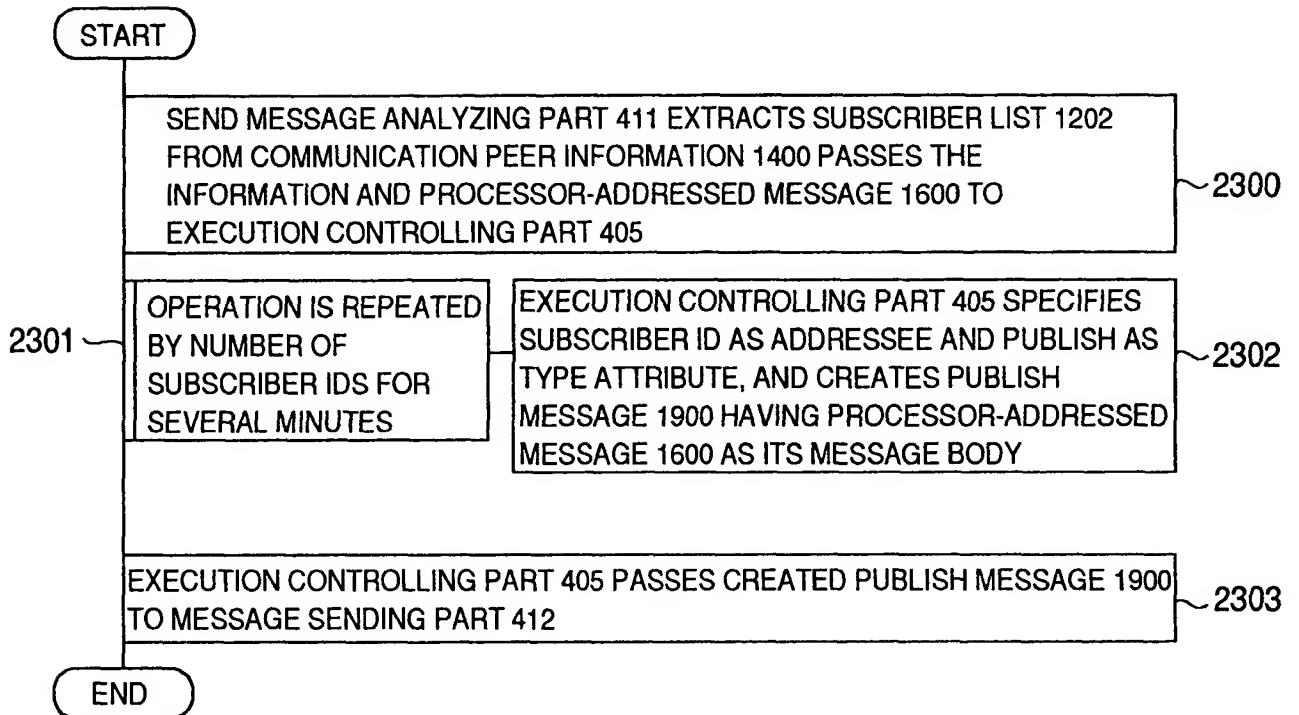 START
SEND MESSAGE ANALYZING PART 411 EXTRACTS SUBSCRIBER LIST 1202
FROM COMMUNICATION PEER INFORMATION 1400 PASSES THE
INFORMATION AND PROCESSOR-ADDRESSED MESSAGE 1600 TO
EXECUTION CONTROLLING PART 405
2300
2301
OPERATION IS REPEATED
BY NUMBER OF
SUBSCRIBER IDS FOR
SEVERAL MINUTES
EXECUTION CONTROLLING PART 405 SPECIFIES
SUBSCRIBER ID AS ADDRESSEE AND PUBLISH AS
TYPE ATTRIBUTE, AND CREATES PUBLISH
MESSAGE 1900 HAVING PROCESSOR-ADDRESSED
MESSAGE 1600 AS ITS MESSAGE BODY
2302
EXECUTION CONTROLLING PART 405 PASSES CREATED PUBLISH MESSAGE 1900
TO MESSAGE SENDING PART 412
2303
END